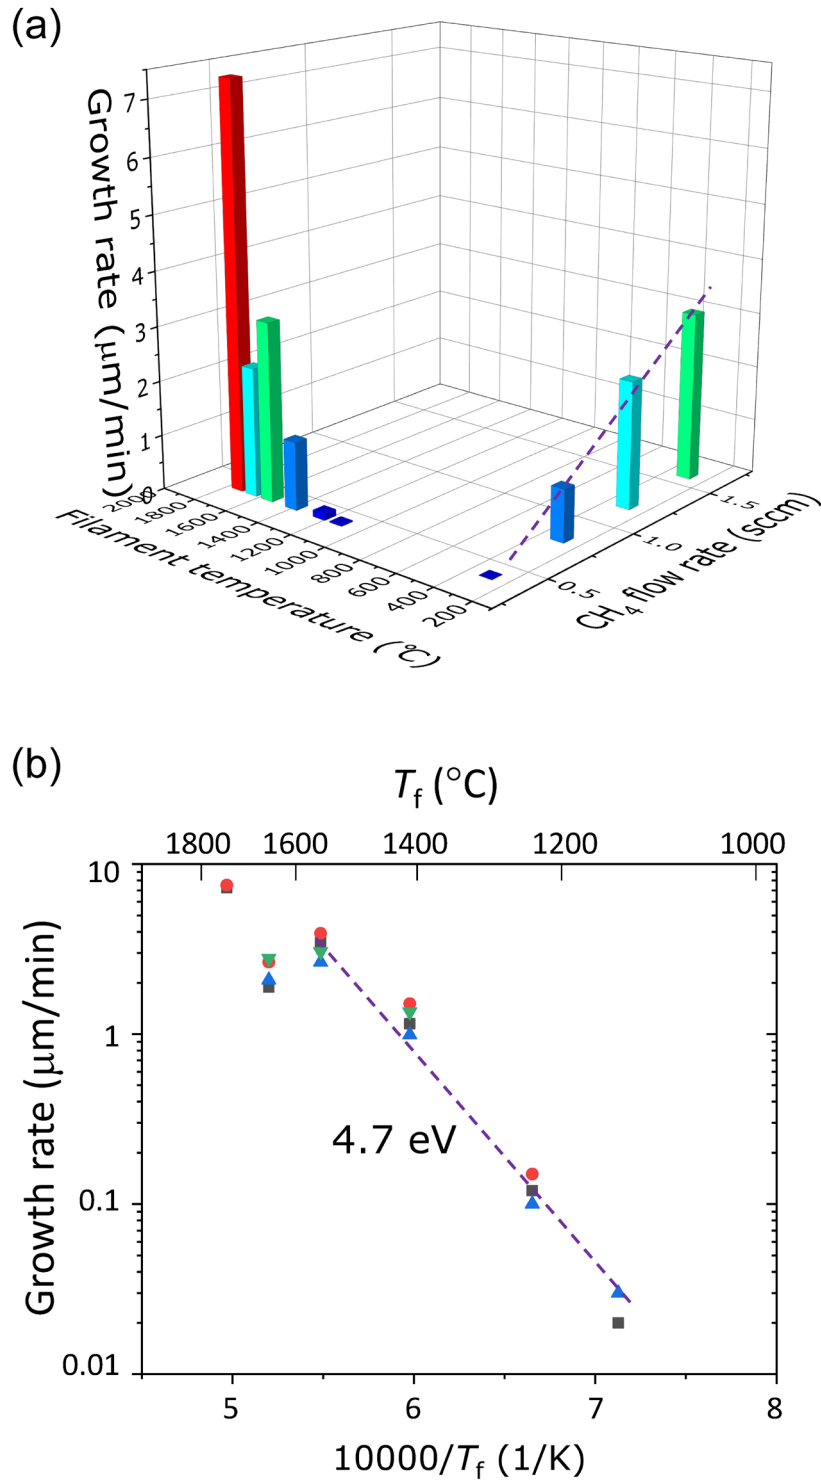 (a)
Growth rate (μm/min)
7
6
5
4
3
2
1
0
2000
1800
1600
1400
1200
1000
800
600
400
200
Filament temperature (°C)
0.5
1.0
1.5
CH4 flow rate (sccm)
(b)
Tf (°C)
1800 1600 1400 1200 1000
10
1
0.1
0.01
Growth rate (μm/min)
4.7 eV
5 6 7 8
10000/Tf (1/K)